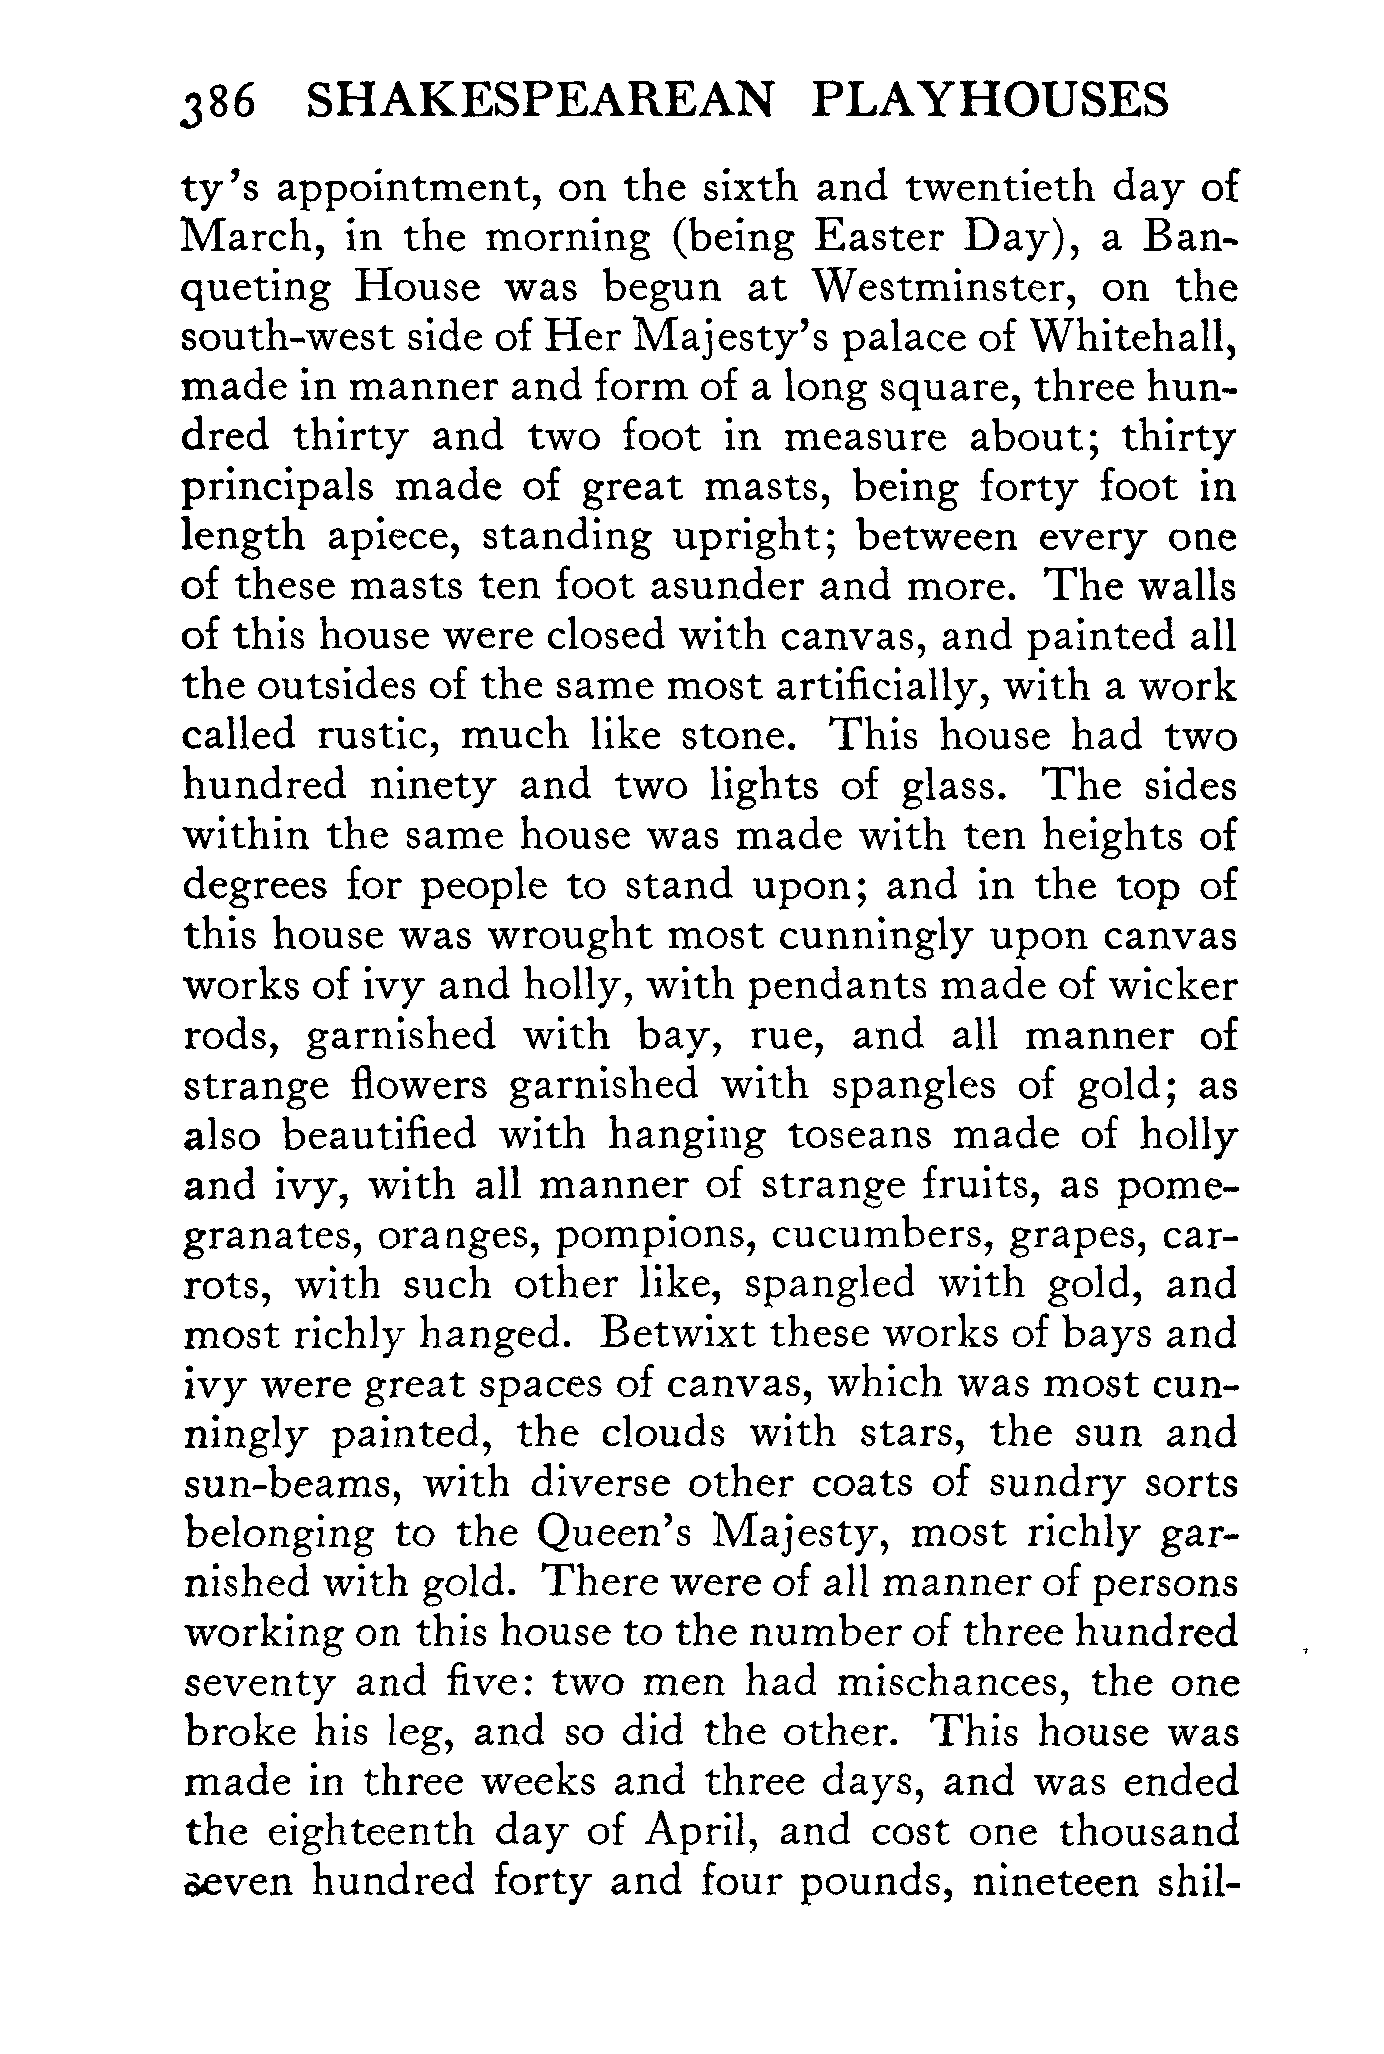 386 SHAKESPEAREAN PLAYHOUSES
ty's appointment, on the sixth and twentieth day of
March, in the morning (being Easter Day), a Ban-
queting House was begun at Westminster, on the
south-west side of Her Majesty's palace of Whitehall,
made in manner and form of a long square, three hun-
dred thirty and two foot in measure about; thirty
principals made of great masts, being forty foot in
length apiece, standing upright; between every one
of these masts ten foot asunder and more. The walls
of this house were closed with canvas, and painted all
the outsides of the same most artificially, with a work
called rustic, much like stone. This house had two
hundred ninety and two lights of glass. The sides
within the same house was made with ten heights of
degrees for people to stand upon; and in the top of
this house was wrought most cunningly upon canvas
works of ivy and holly, with pendants made of wicker
rods, garnished with bay, rue, and all manner of
strange flowers garnished with spangles of gold; as
also beautified with hanging toseans made of holly
and ivy, with all manner of strange fruits, as pome-
granates, oranges, pompions, cucumbers, grapes, car-
rots, with such other like, spangled with gold, and
most richly hanged. Betwixt these works of bays and
ivy were great spaces of canvas, which was most cun-
ningly painted, the clouds with stars, the sun and
sun-beams, with diverse other coats of sundry sorts
belonging to the Queen's Majesty, most richly gar-
nished with gold. There were of all manner of persons
working on this house to the number of three hundred
seventy and five: two men had mischances, the one
broke his leg, and so did the other. This house was
made in three weeks and three days, and was ended
the eighteenth day of April, and cost one thousand
seven hundred forty and four pounds, nineteen shil-